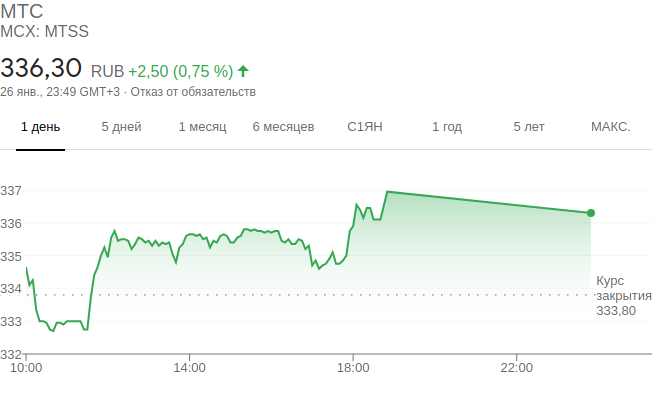 МТС
MCX: MTSS
336,30 RUB +2,50 (0,75 %)
26 янв., 23:49 GMT+3 · Отказ от обязательств
1 день 5 дней 1 месяц 6 месяцев С1ЯН 1 год 5 лет МАКС.
337
336
335
334
333
332
Курс
закрытия
333,80
10:00 14:00 18:00 22:00